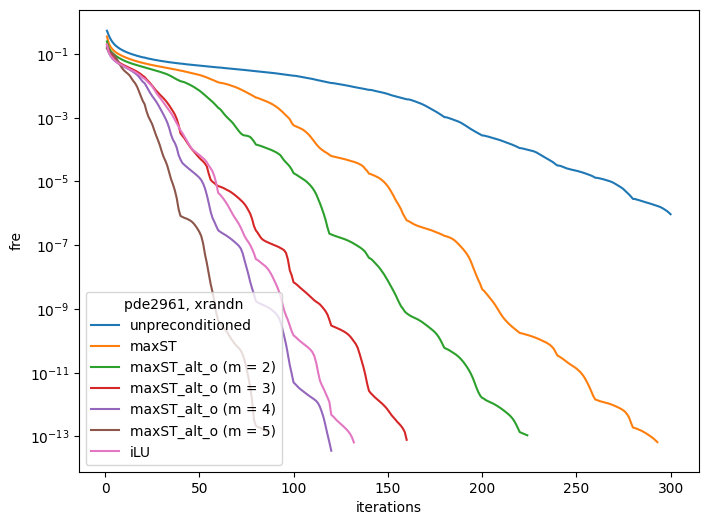 fre
10⁻¹
10⁻³
10⁻⁵
10⁻⁷
10⁻⁹
10⁻¹¹
10⁻¹³
pde2961, xrandn
unpreconditioned
maxST
maxST_alt_o (m = 2)
maxST_alt_o (m = 3)
maxST_alt_o (m = 4)
maxST_alt_o (m = 5)
iLU
0 50 100 150 200 250 300
iterations